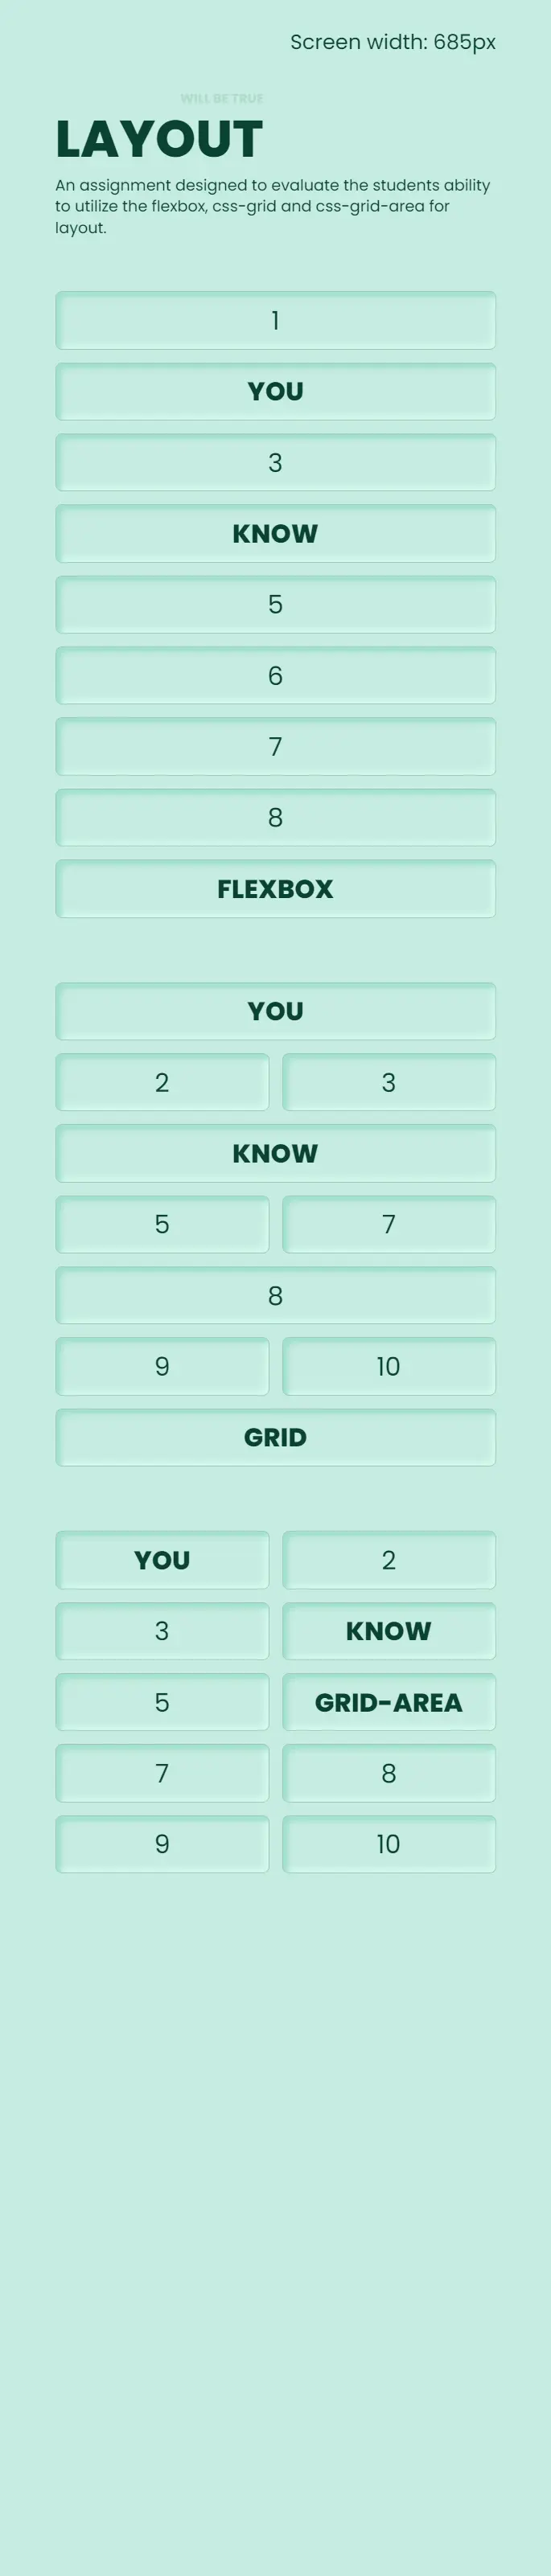 Screen width: 685px
WILL BE TRUE
LAYOUT
An assignment designed to evaluate the students ability
to utilize the flexbox, css-grid and css-grid-area for
layout.
1
YOU
3
KNOW
5
6
7
8
FLEXBOX
YOU
2 3
KNOW
5 7
8
9 10
GRID
YOU 2
3 KNOW
5 GRID-AREA
7 8
9 10